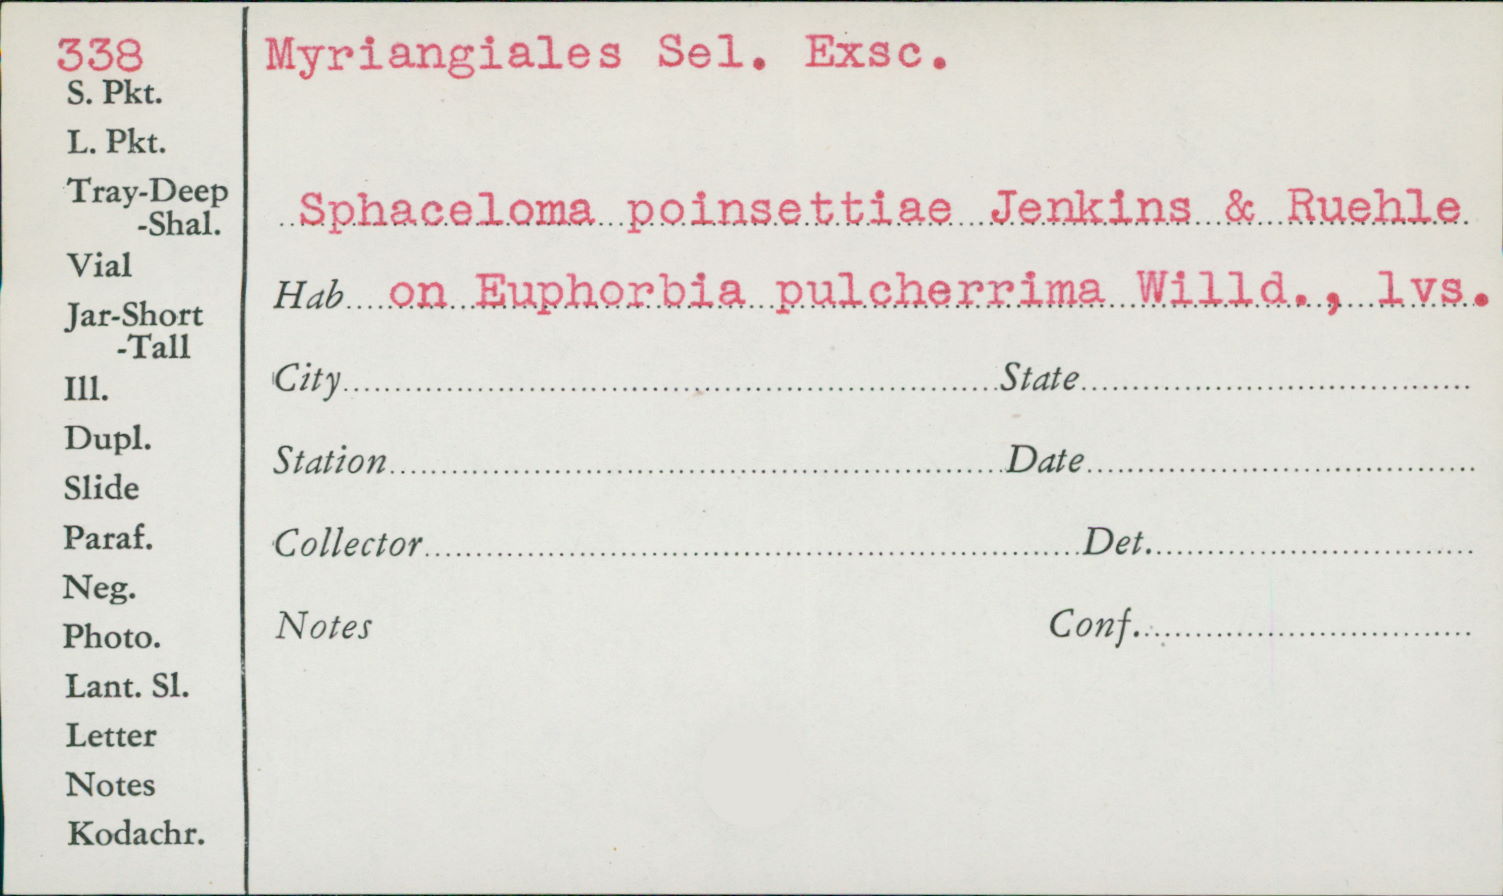 338
S. Pkt.
L. Pkt.
Tray-Deep
-Shal.
Vial
Jar-Short
-Tall
Ill.
Dupl.
Slide
Paraf.
Neg.
Photo.
Lant. Sl.
Letter
Notes
Kodachr.
Myriangiales Sel. Exsc.
Sphaceloma poinsettiae Jenkins & Ruehle
Hab on Euphorbia pulcherrima Willd., lvs.
City State
Station Date
Collector Det.
Notes Conf.